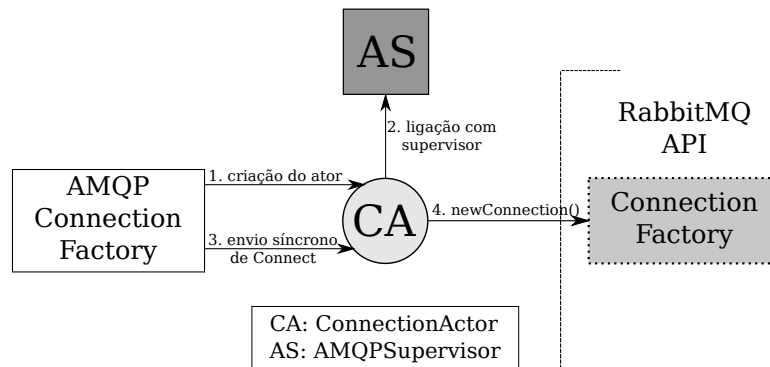 AS
RabbitMQ
API
2. ligação com
supervisor
1. criação do ator
AMQP
Connection
Factory
CA
4. newConnection()
Connection
Factory
3. envio síncrono
de Connect
CA: ConnectionActor
AS: AMQPSupervisor